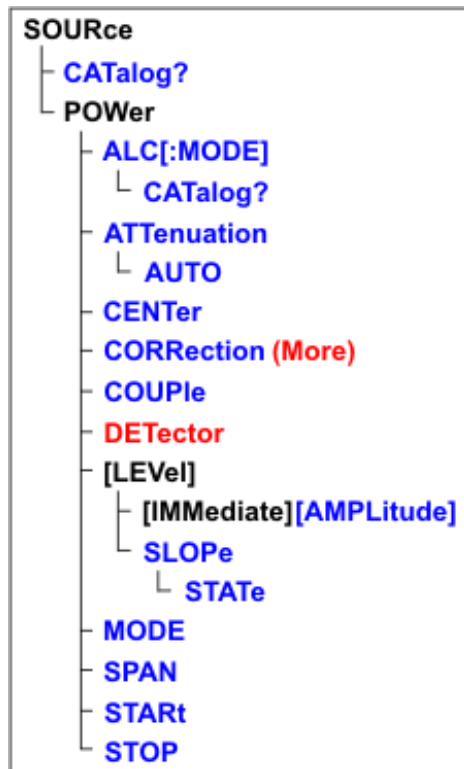 SOURce
CATalog?
POWer
ALC[:MODE]
CATalog?
ATTenuation
AUTO
CENTer
CORRection (More)
COUPle
DETector
[LEVel]
[IMMediate][AMPLitude]
SLOPe
STATe
MODE
SPAN
STARt
STOP